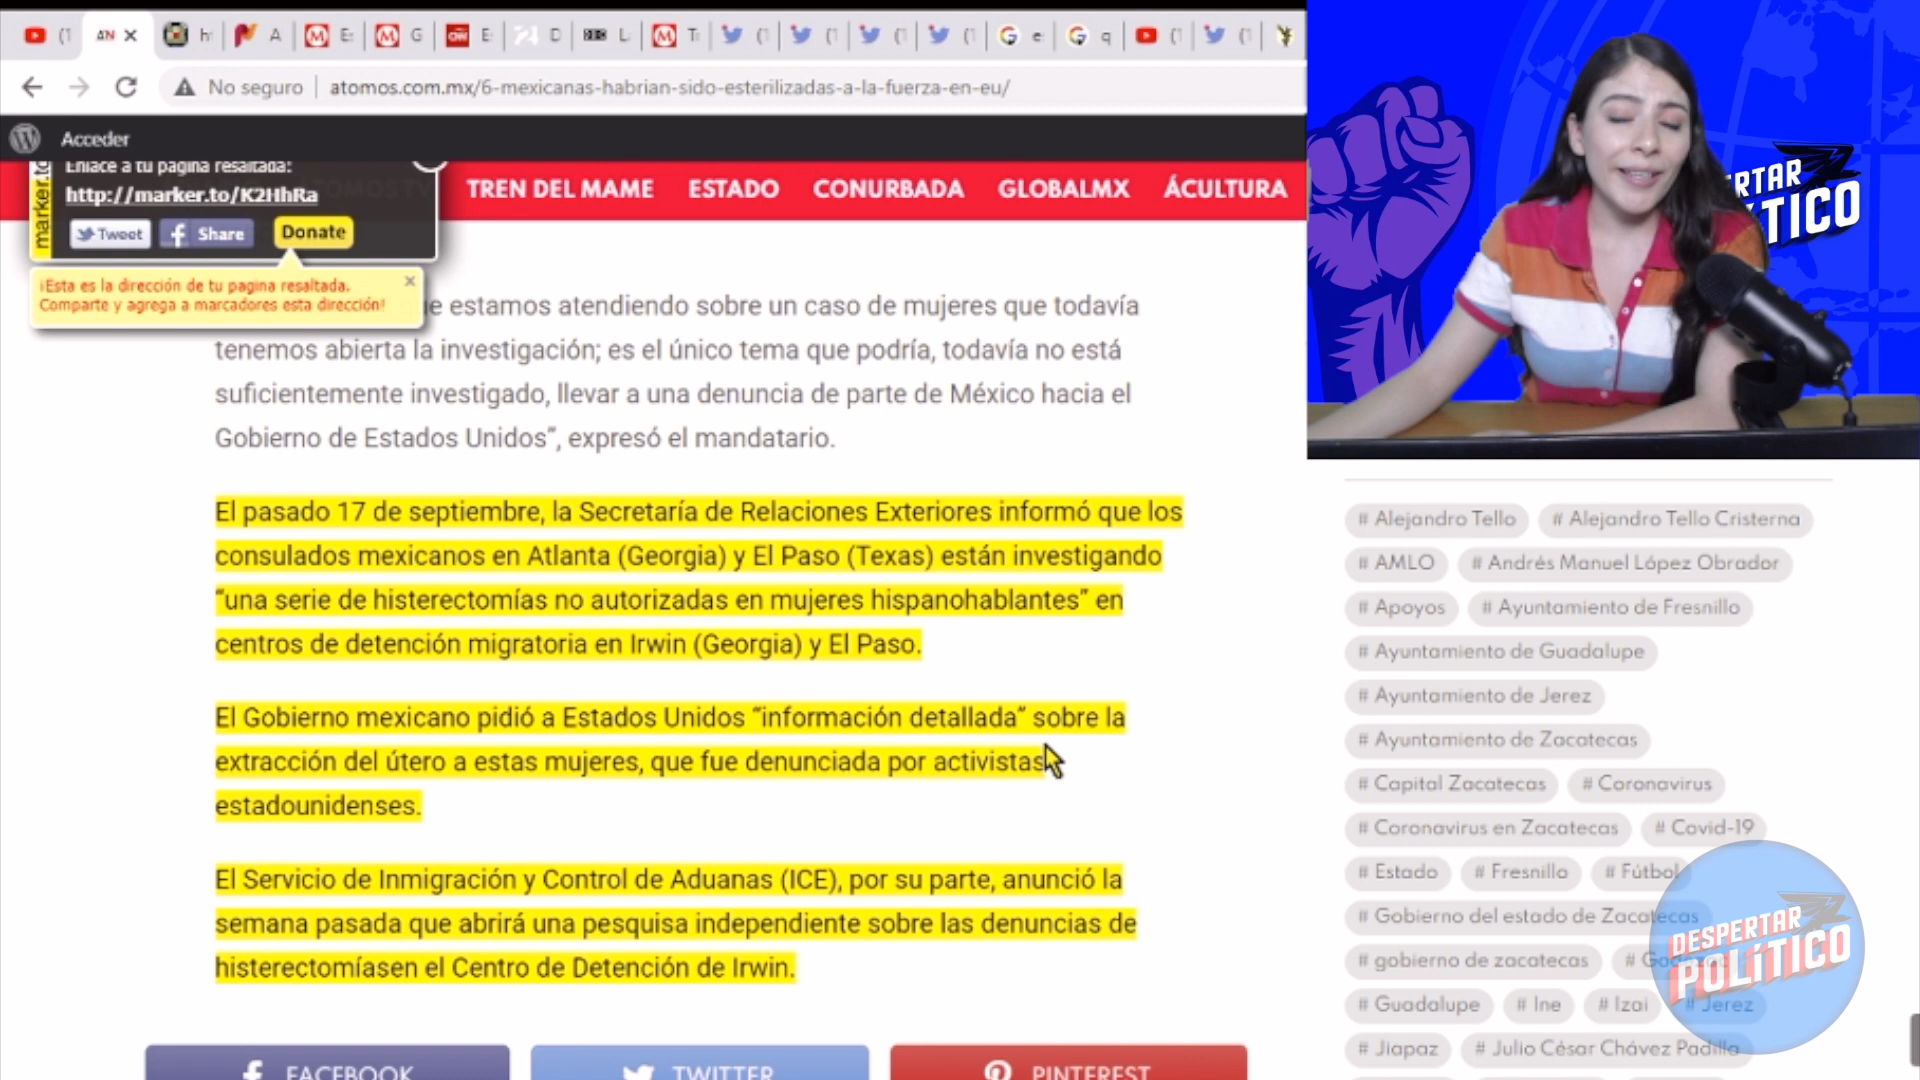 No seguro
atomos.com.mx/6-mexicanas-habrian-sido-esterilizadas-a-la-fuerza-en-eu/
Acceder
Enlace a tu pagina resaltada:
http://marker.to/K2HhRa
marker.to
Tweet
Share
Donate
¡Esta es la dirección de tu pagina resaltada.
Comparte y agrega a marcadores esta dirección!
TREN DEL MAME
ESTADO
CONURBADA
GLOBALMX
ÁCULTURA
estamos atendiendo sobre un caso de mujeres que todavía
tenemos abierta la investigación; es el único tema que podría, todavía no está
suficientemente investigado, llevar a una denuncia de parte de México hacia el
Gobierno de Estados Unidos”, expresó el mandatario.
El pasado 17 de septiembre, la Secretaría de Relaciones Exteriores informó que los
consulados mexicanos en Atlanta (Georgia) y El Paso (Texas) están investigando
“una serie de histerectomías no autorizadas en mujeres hispanohablantes” en
centros de detención migratoria en Irwin (Georgia) y El Paso.
El Gobierno mexicano pidió a Estados Unidos “información detallada” sobre la
extracción del útero a estas mujeres, que fue denunciada por activistas
estadounidenses.
El Servicio de Inmigración y Control de Aduanas (ICE), por su parte, anunció la
semana pasada que abrirá una pesquisa independiente sobre las denuncias de
histerectomíasen el Centro de Detención de Irwin.
FACEBOOK
TWITTER
PINTEREST
# Alejandro Tello
# Alejandro Tello Cristerna
# AMLO
# Andrés Manuel López Obrador
# Apoyos
# Ayuntamiento de Fresnillo
# Ayuntamiento de Guadalupe
# Ayuntamiento de Jerez
# Ayuntamiento de Zacatecas
# Capital Zacatecas
# Coronavirus
# Coronavirus en Zacatecas
# Covid-19
# Estado
# Fresnillo
# Fútbol
# Gobierno del estado de Zacatecas
# gobierno de zacatecas
# Guadalupe
# Ine
# Izai
# Jerez
# Jiapaz
# Julio César Chávez Padilla
DESPERTAR
POLÍTICO